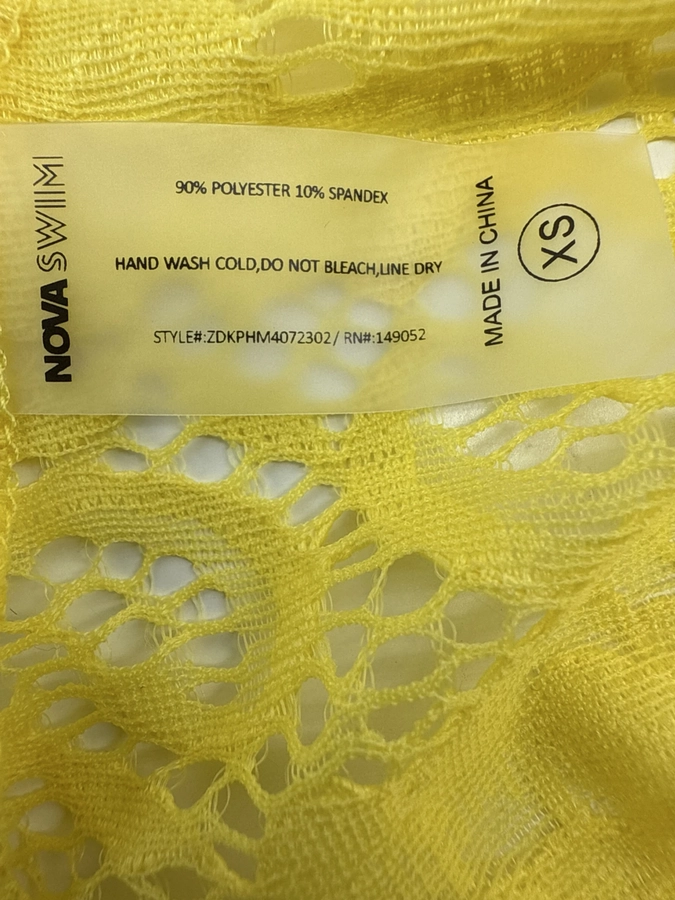 NOVA SWIM
90% POLYESTER 10% SPANDEX
HAND WASH COLD,DO NOT BLEACH,LINE DRY
STYLE#:ZDKPHM4072302/ RN#:149052
MADE IN CHINA
XS